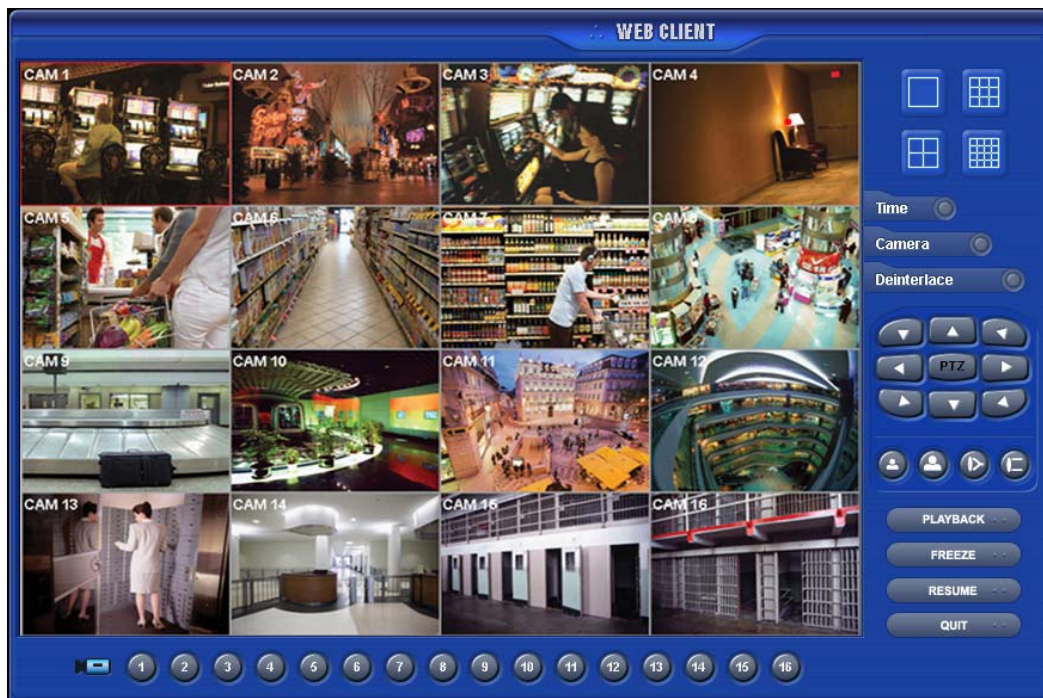 WEB CLIENT
CAM 1
CAM 2
CAM 3
CAM 4
CAM 5
CAM 6
CAM 7
CAM 9
CAM 10
CAM 11
CAM 12
CAM 13
CAM 14
CAM 15
CAM 16
Time
Camera
Deinterlace
PTZ
PLAYBACK
FREEZE
RESUME
QUIT
1 2 3 4 5 6 7 8 9 10 11 12 13 14 15 16